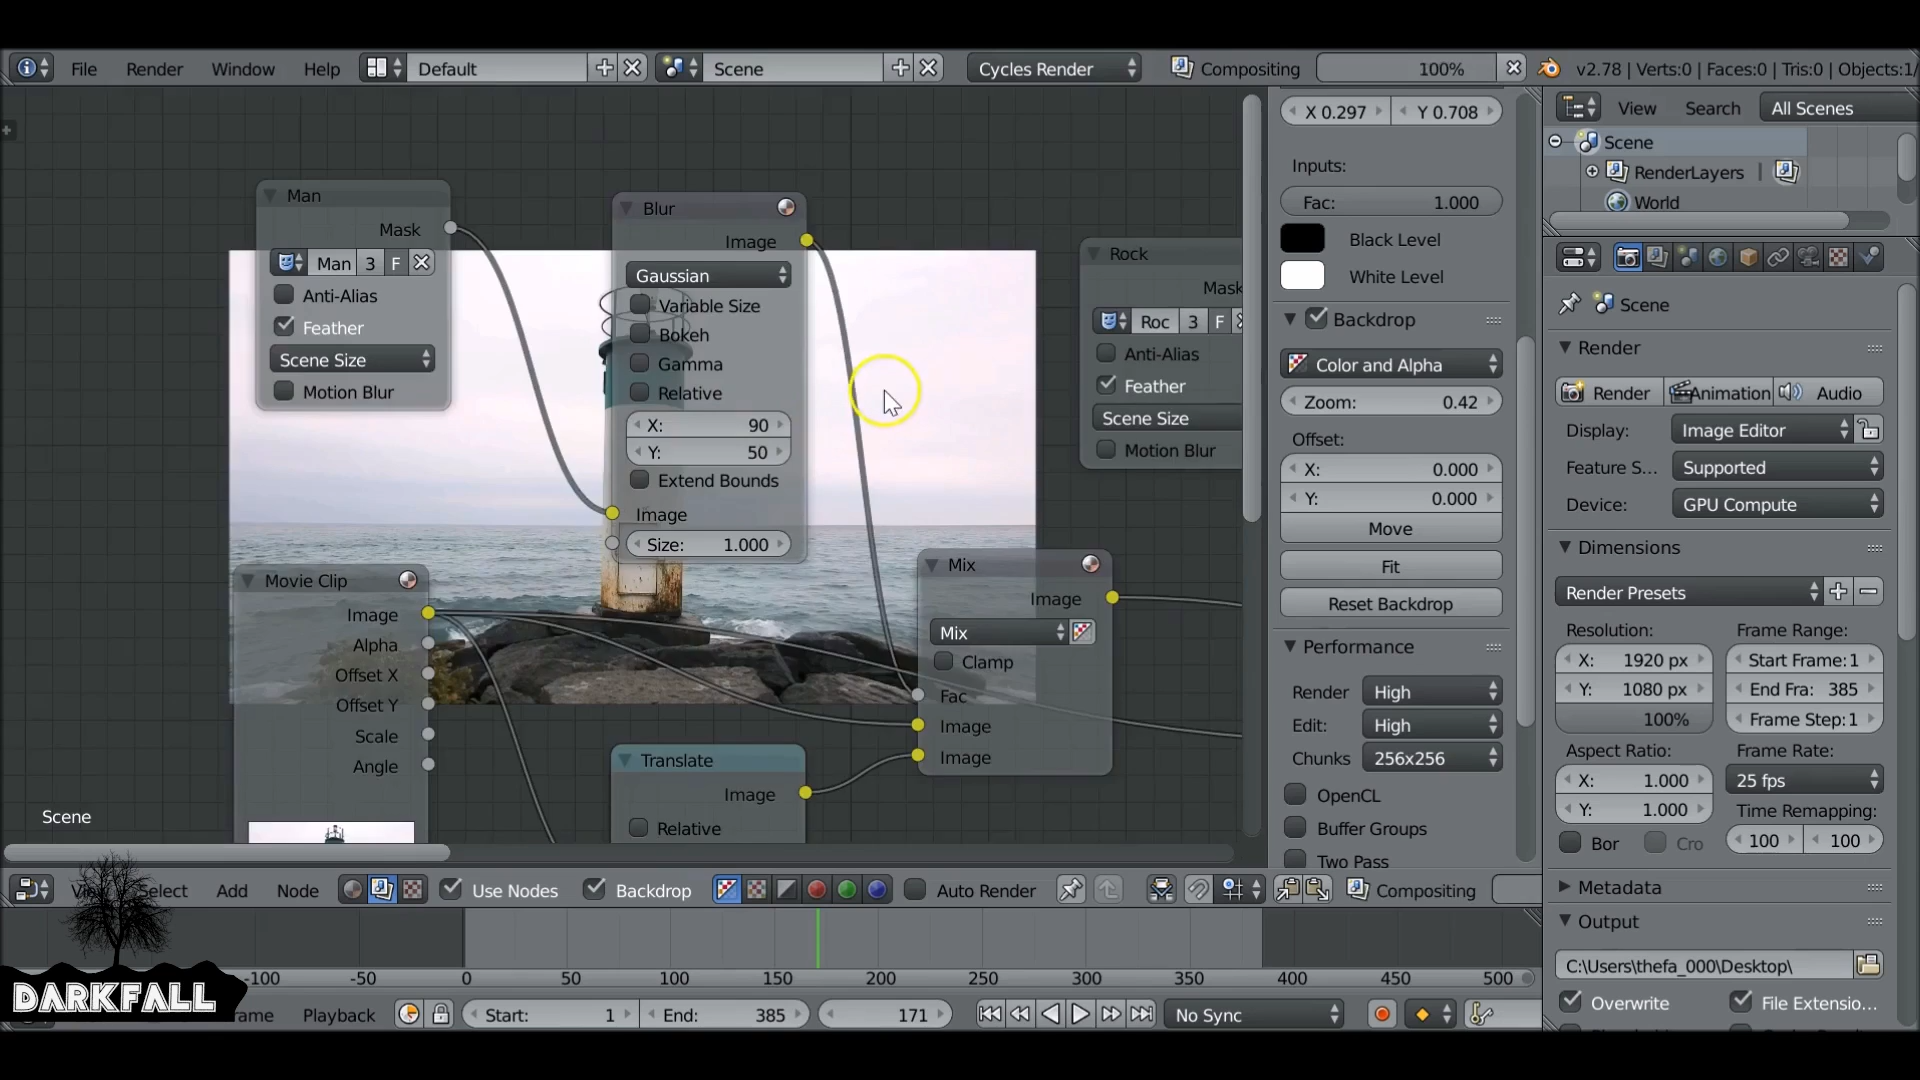 File Render Window Help Default Scene Cycles Render Compositing 100% v2.78 | Verts:0 | Faces:0 | Tris:0 | Objects:1/
View Search All Scenes
Scene
RenderLayers |
World
Man
Mask
Man 3 F
Anti-Alias
Feather
Scene Size
Motion Blur
Blur
Image
Gaussian
Variable Size
Bokeh
Gamma
Relative
X: 90
Y: 50
Extend Bounds
Image
Size: 1.000
Rock
Mask
Roc 3 F
Anti-Alias
Feather
Scene Size
Motion Blur
Movie Clip
Image
Alpha
Offset X
Offset Y
Scale
Angle
Mix
Image
Mix
Clamp
Fac
Image
Image
Translate
Image
Relative
Scene
X 0.297 Y 0.708
Inputs:
Fac: 1.000
Black Level
White Level
Backdrop
Color and Alpha
Zoom: 0.42
Offset:
X: 0.000
Y: 0.000
Move
Fit
Reset Backdrop
Performance
Render High
Edit: High
Chunks 256x256
OpenCL
Buffer Groups
Two Pass
Scene
Render
Render Animation Audio
Display: Image Editor
Feature S... Supported
Device: GPU Compute
Dimensions
Render Presets
Resolution: Frame Range:
X: 1920 px Start Frame: 1
Y: 1080 px End Fra: 385
100% Frame Step: 1
Aspect Ratio: Frame Rate:
X: 1.000 25 fps
Y: 1.000 Time Remapping:
Bor Cro 100 100
Metadata
Output
C:\Users\thefa_000\Desktop\
Overwrite File Extensio...
Select Add Node Use Nodes Backdrop Auto Render Compositing
-100 -50 0 50 100 150 200 250 300 350 400 450 500
DARKFALL
Playback Start: 1 End: 385 171 No Sync